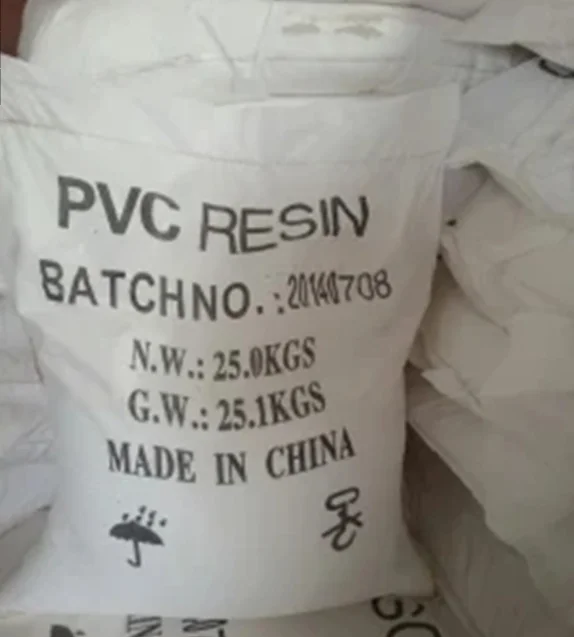 PVC RESIN
BATCHNO.:20140708
N.W.: 25.0KGS
G.W.: 25.1KGS
MADE IN CHINA